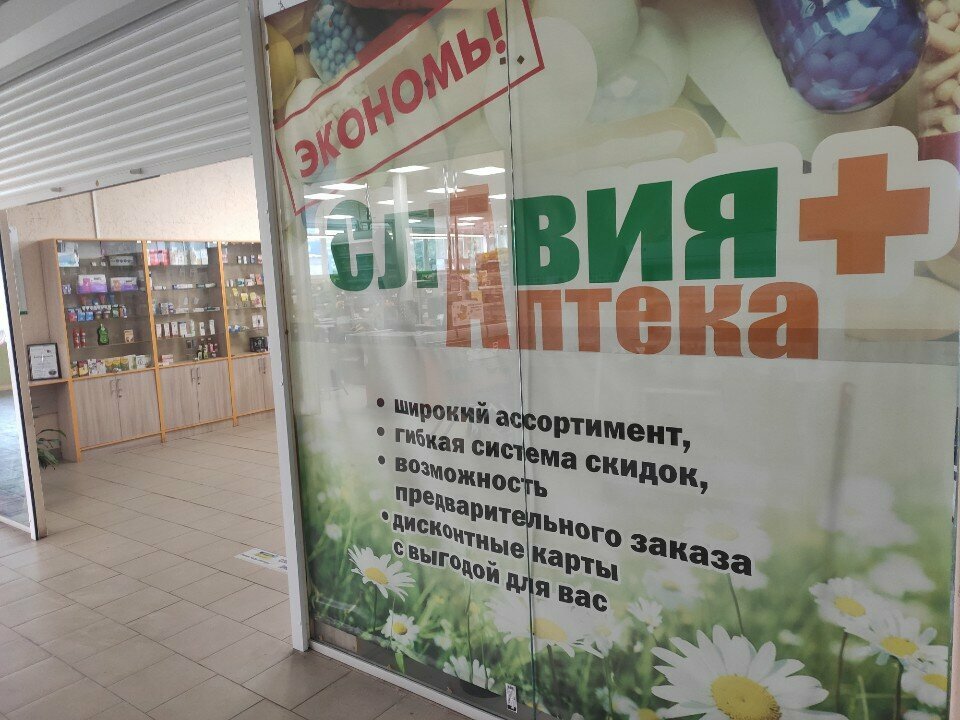 ЭКОНОМЬ!
СЛАВИЯ
Аптека
• широкий ассортимент,
• гибкая система скидок,
• возможность
предварительного заказа
• дисконтные карты
с выгодой для вас